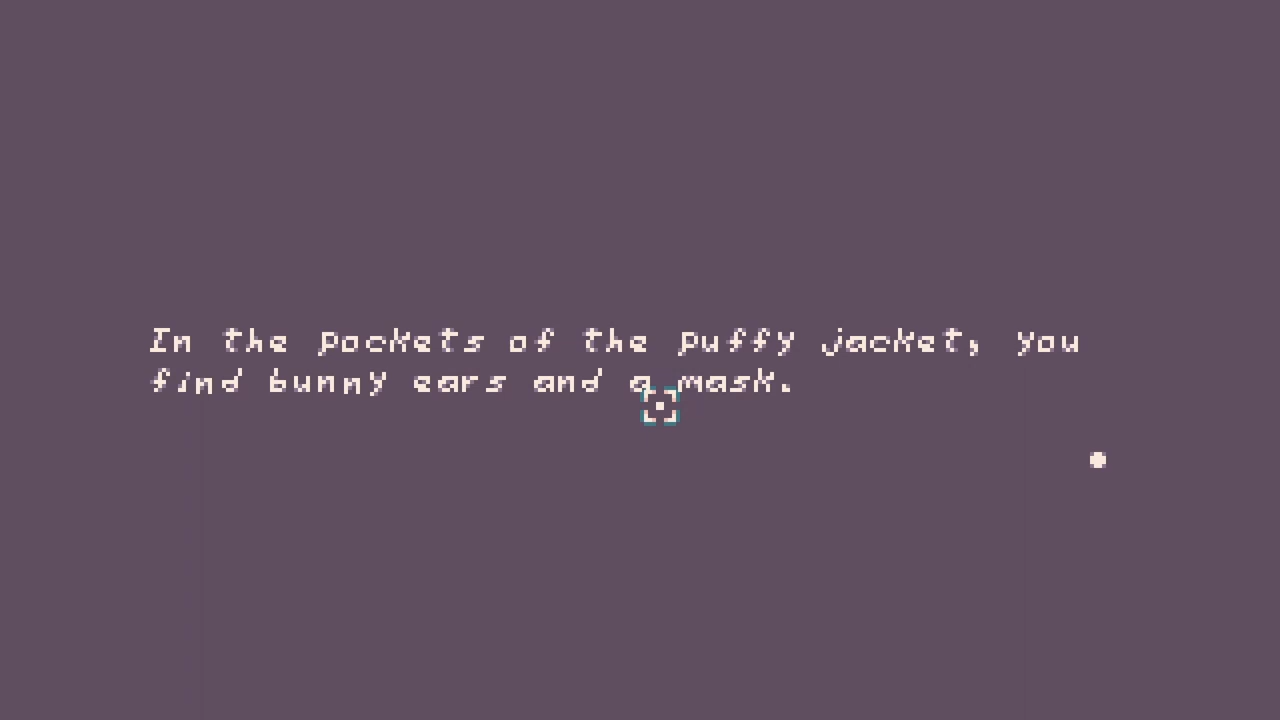 In the pockets of the puffy jacket, you
find bunny ears and a mask.